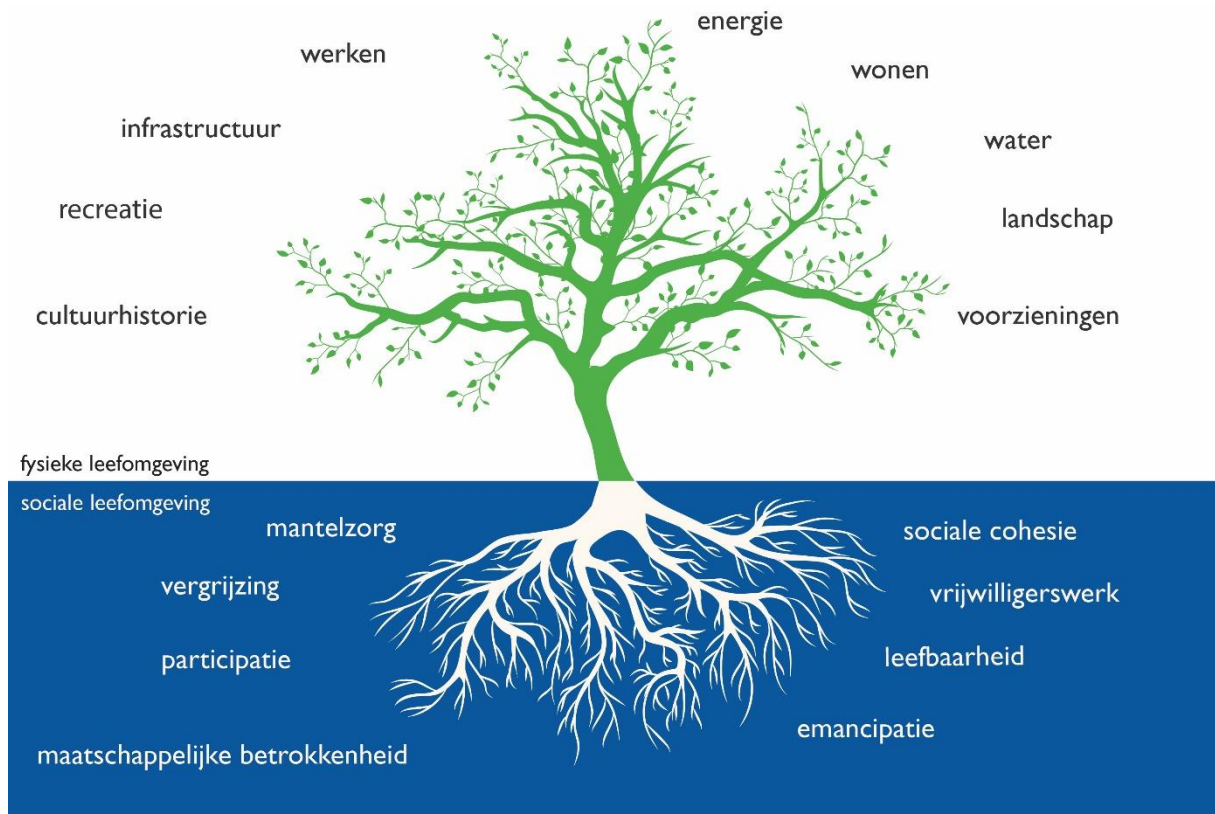 energie
werken
wonen
infrastructuur
water
recreatie
landschap
cultuurhistorie
voorzieningen
fysieke leefomgeving
sociale leefomgeving
mantelzorg
sociale cohesie
vergrijzing
vrijwilligerswerk
participatie
leefbaarheid
emancipatie
maatschappelijke betrokkenheid